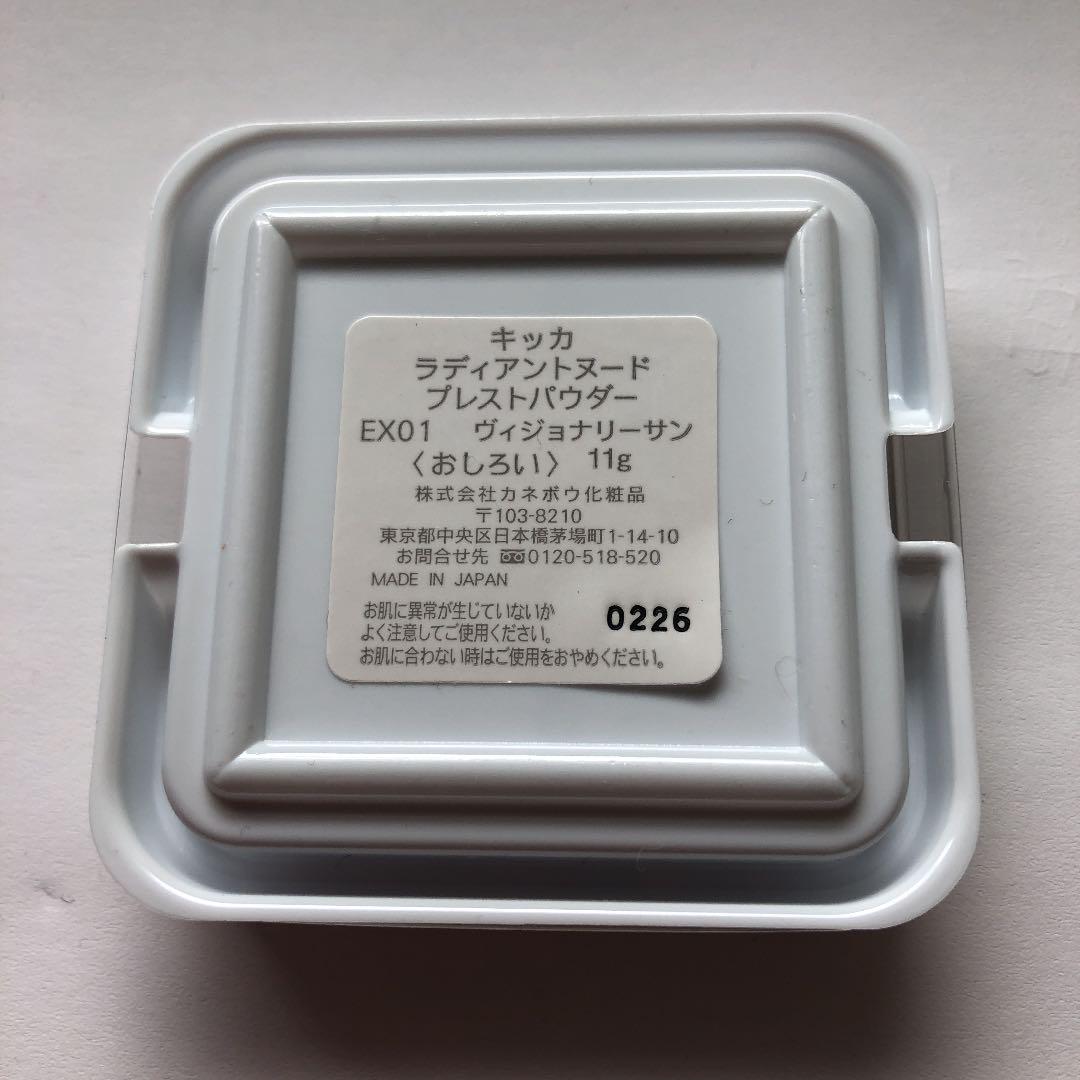 キッカ
ラディアントヌード
プレストパウダー
EX01 ヴィジョナリーサン
〈おしろい〉 11g
株式会社カネボウ化粧品
〒103-8210
東京都中央区日本橋茅場町1-14-10
お問合せ先 0120-518-520
MADE IN JAPAN
お肌に異常が生じていないか
よく注意してご使用ください。 0226
お肌に合わない時はご使用をおやめください。